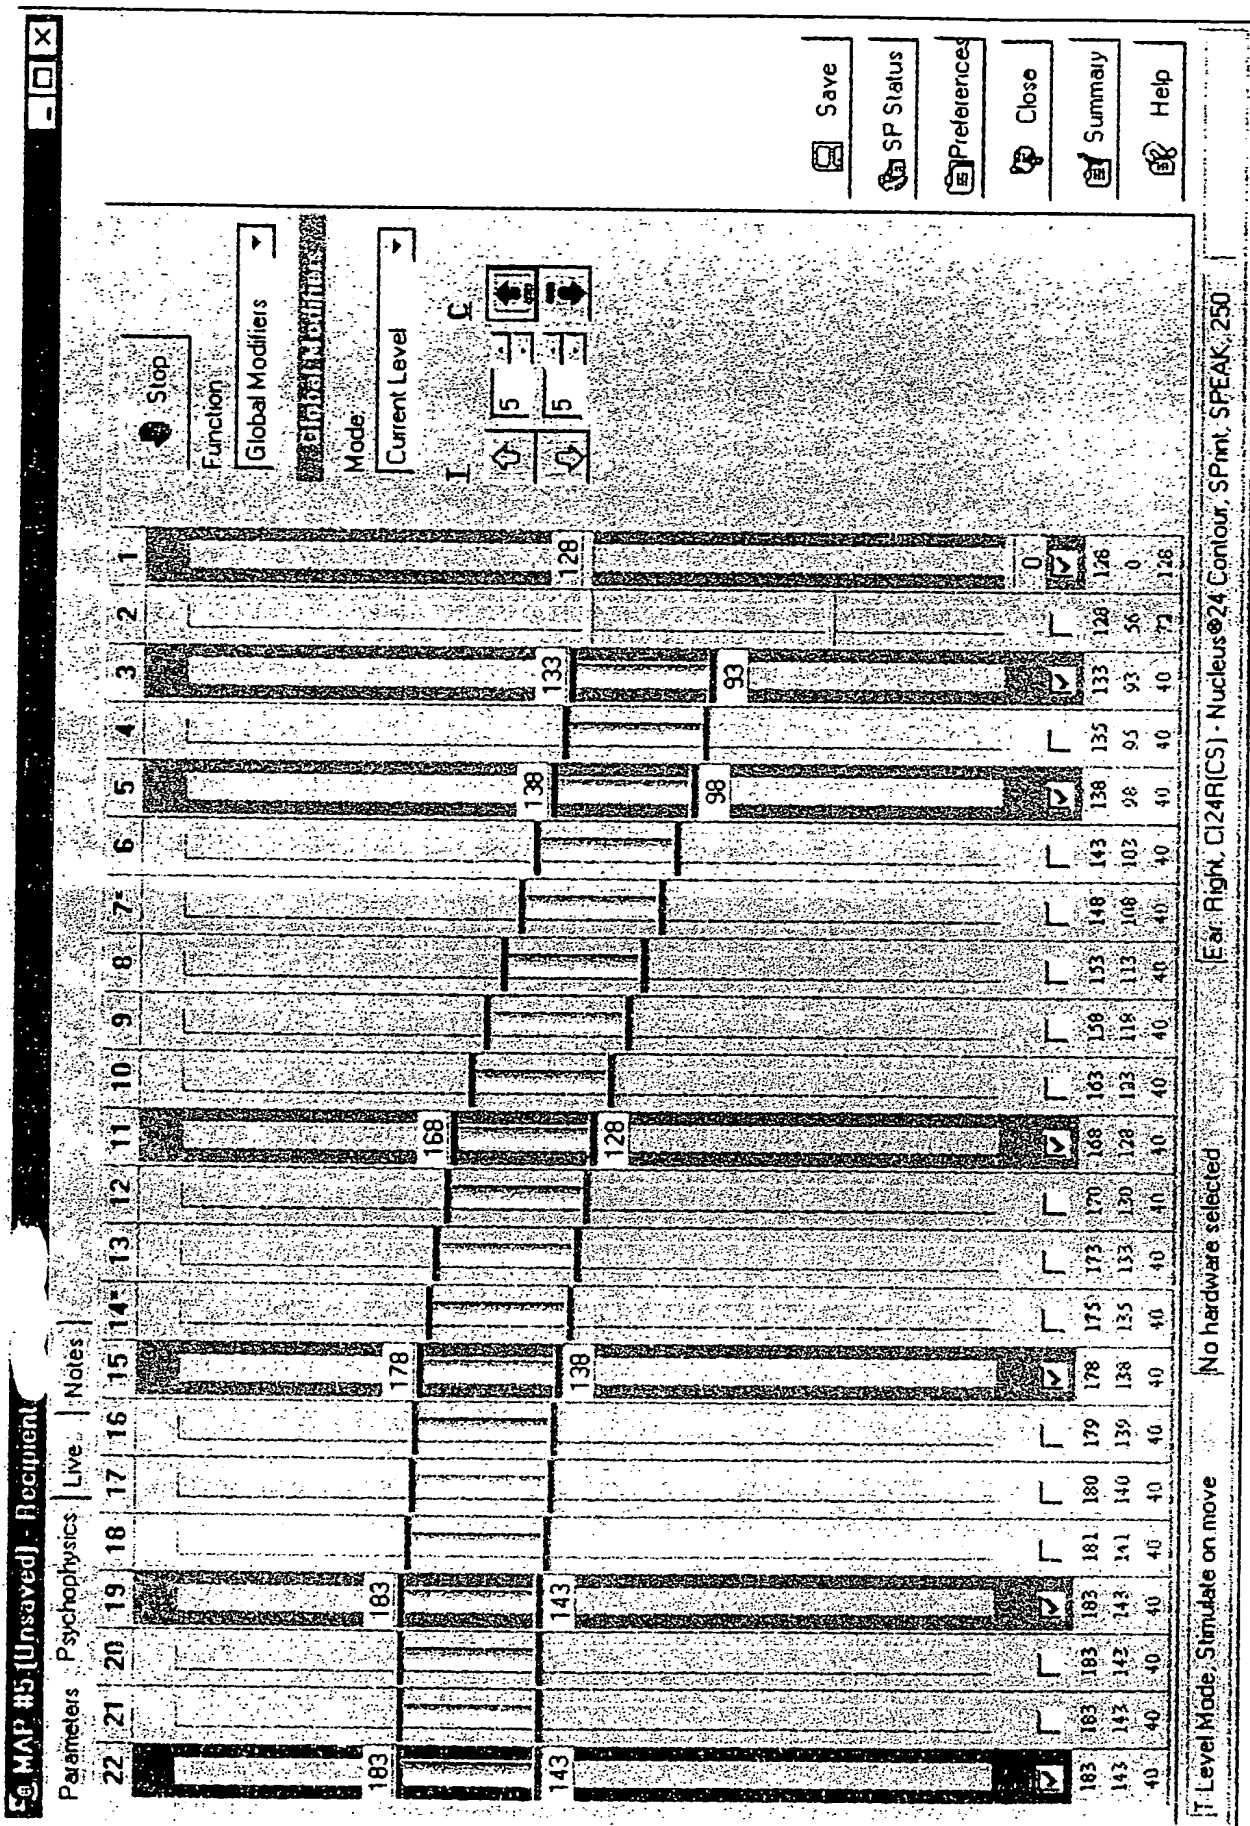 MAP #5 (Unsaved) - Recipient
Parameters Psychophysics Live Notes
22 21 20 19 18 17 16 15 14* 13 12 11 10 9 8 7* 6 5 4 3 2 1
183 183 178 168 138 133 128
143 143 138 128 98 93 0
183 183 183 183 181 180 179 178 175 173 170 168 163 158 153 148 143 138 135 133 128 126
143 143 143 143 141 140 139 138 135 133 130 128 123 118 113 108 103 98 95 93 56 0
40 40 40 40 40 40 40 40 40 40 40 40 40 40 40 40 40 40 40 40 72 128
Stop
Function
Global Modifiers
Global Modifiers
Mode:
Current Level
T C
5
5
Save
SP Status
Preferences
Close
Summary
Help
T Level Mode, Stimulate on move
No hardware selected
Ear: Right, CI24R(CS) - Nucleus®24 Contour, SPrint, SPEAK, 250